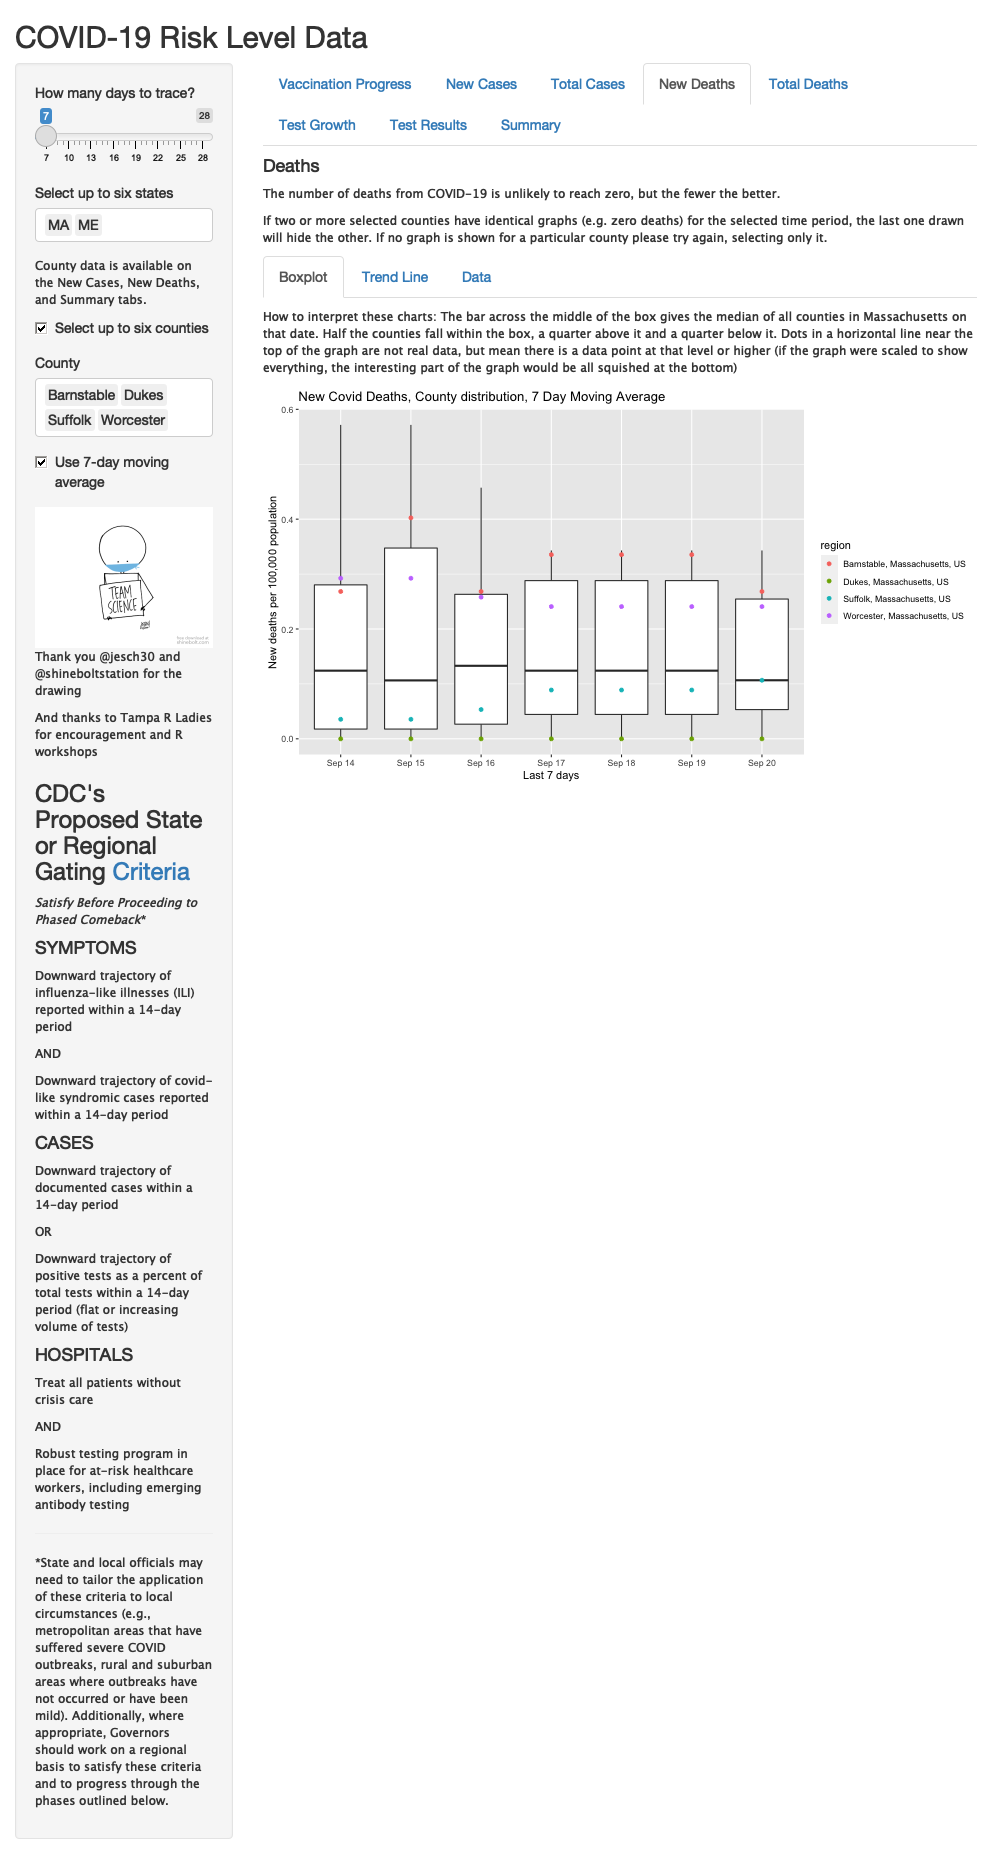 COVID-19 Risk Level Data
How many days to trace?
7
28
7 10 13 16 19 22 25 28
Select up to six states
MA ME
County data is available on
the New Cases, New Deaths,
and Summary tabs.
Select up to six counties
County
Barnstable Dukes
Suffolk Worcester
Use 7-day moving
average
TEAM
SCIENCE
Thank you @jesch30 and
@shineboltstation for the
drawing
And thanks to Tampa R Ladies
for encouragement and R
workshops
CDC's
Proposed State
or Regional
Gating Criteria
Satisfy Before Proceeding to
Phased Comeback*
SYMPTOMS
Downward trajectory of
influenza-like illnesses (ILI)
reported within a 14-day
period
AND
Downward trajectory of covid-
like syndromic cases reported
within a 14-day period
CASES
Downward trajectory of
documented cases within a
14-day period
OR
Downward trajectory of
positive tests as a percent of
total tests within a 14-day
period (flat or increasing
volume of tests)
HOSPITALS
Treat all patients without
crisis care
AND
Robust testing program in
place for at-risk healthcare
workers, including emerging
antibody testing
*State and local officials may
need to tailor the application
of these criteria to local
circumstances (e.g.,
metropolitan areas that have
suffered severe COVID
outbreaks, rural and suburban
areas where outbreaks have
not occurred or have been
mild). Additionally, where
appropriate, Governors
should work on a regional
basis to satisfy these criteria
and to progress through the
phases outlined below.
Vaccination Progress New Cases Total Cases New Deaths Total Deaths
Test Growth Test Results Summary
Deaths
The number of deaths from COVID-19 is unlikely to reach zero, but the fewer the better.
If two or more selected counties have identical graphs (e.g. zero deaths) for the selected time period, the last one drawn
will hide the other. If no graph is shown for a particular county please try again, selecting only it.
Boxplot Trend Line Data
How to interpret these charts: The bar across the middle of the box gives the median of all counties in Massachusetts on
that date. Half the counties fall within the box, a quarter above it and a quarter below it. Dots in a horizontal line near the
top of the graph are not real data, but mean there is a data point at that level or higher (if the graph were scaled to show
everything, the interesting part of the graph would be all squished at the bottom)
New Covid Deaths, County distribution, 7 Day Moving Average
New deaths per 100,000 population
0.6
0.4
0.2
0.0
Sep 14 Sep 15 Sep 16 Sep 17 Sep 18 Sep 19 Sep 20
Last 7 days
region
Barnstable, Massachusetts, US
Dukes, Massachusetts, US
Suffolk, Massachusetts, US
Worcester, Massachusetts, US